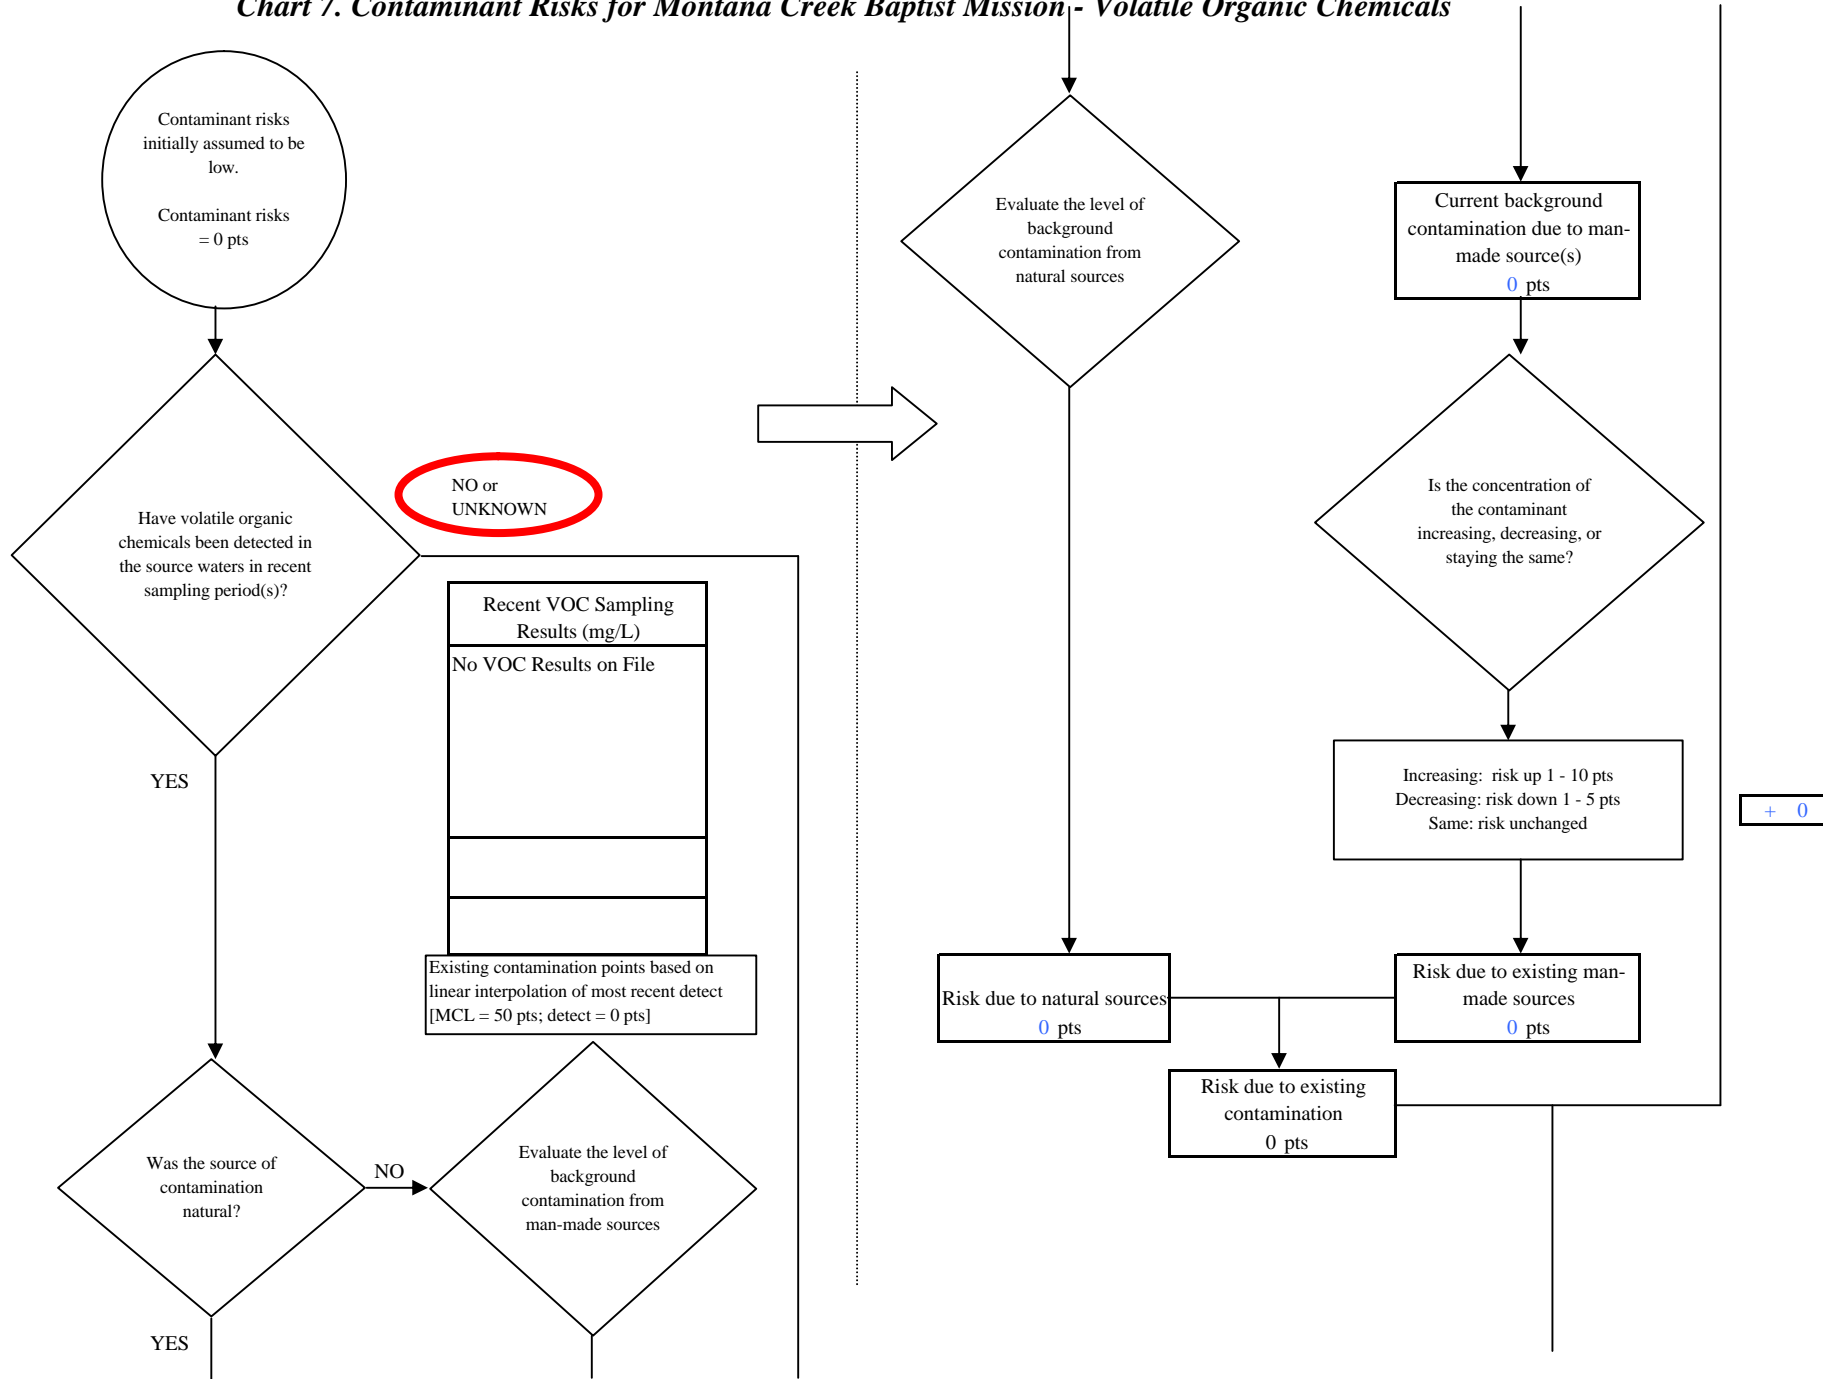 Chart 7. Contaminant Risks for Montana Creek Baptist Mission - Volatile Organic Chemicals
Contaminant risks
initially assumed to be
low.
Contaminant risks
= 0 pts
Have volatile organic
chemicals been detected in
the source waters in recent
sampling period(s)?
NO or
UNKNOWN
YES
Recent VOC Sampling
Results (mg/L)
No VOC Results on File
Existing contamination points based on
linear interpolation of most recent detect
[MCL = 50 pts; detect = 0 pts]
Was the source of
contamination
natural?
NO
YES
Evaluate the level of
background
contamination from
man-made sources
Evaluate the level of
background
contamination from
natural sources
Current background
contamination due to man-
made source(s)
0 pts
Is the concentration of
the contaminant
increasing, decreasing, or
staying the same?
Increasing: risk up 1 - 10 pts
Decreasing: risk down 1 - 5 pts
Same: risk unchanged
+ 0
Risk due to natural sources
0 pts
Risk due to existing man-
made sources
0 pts
Risk due to existing
contamination
0 pts